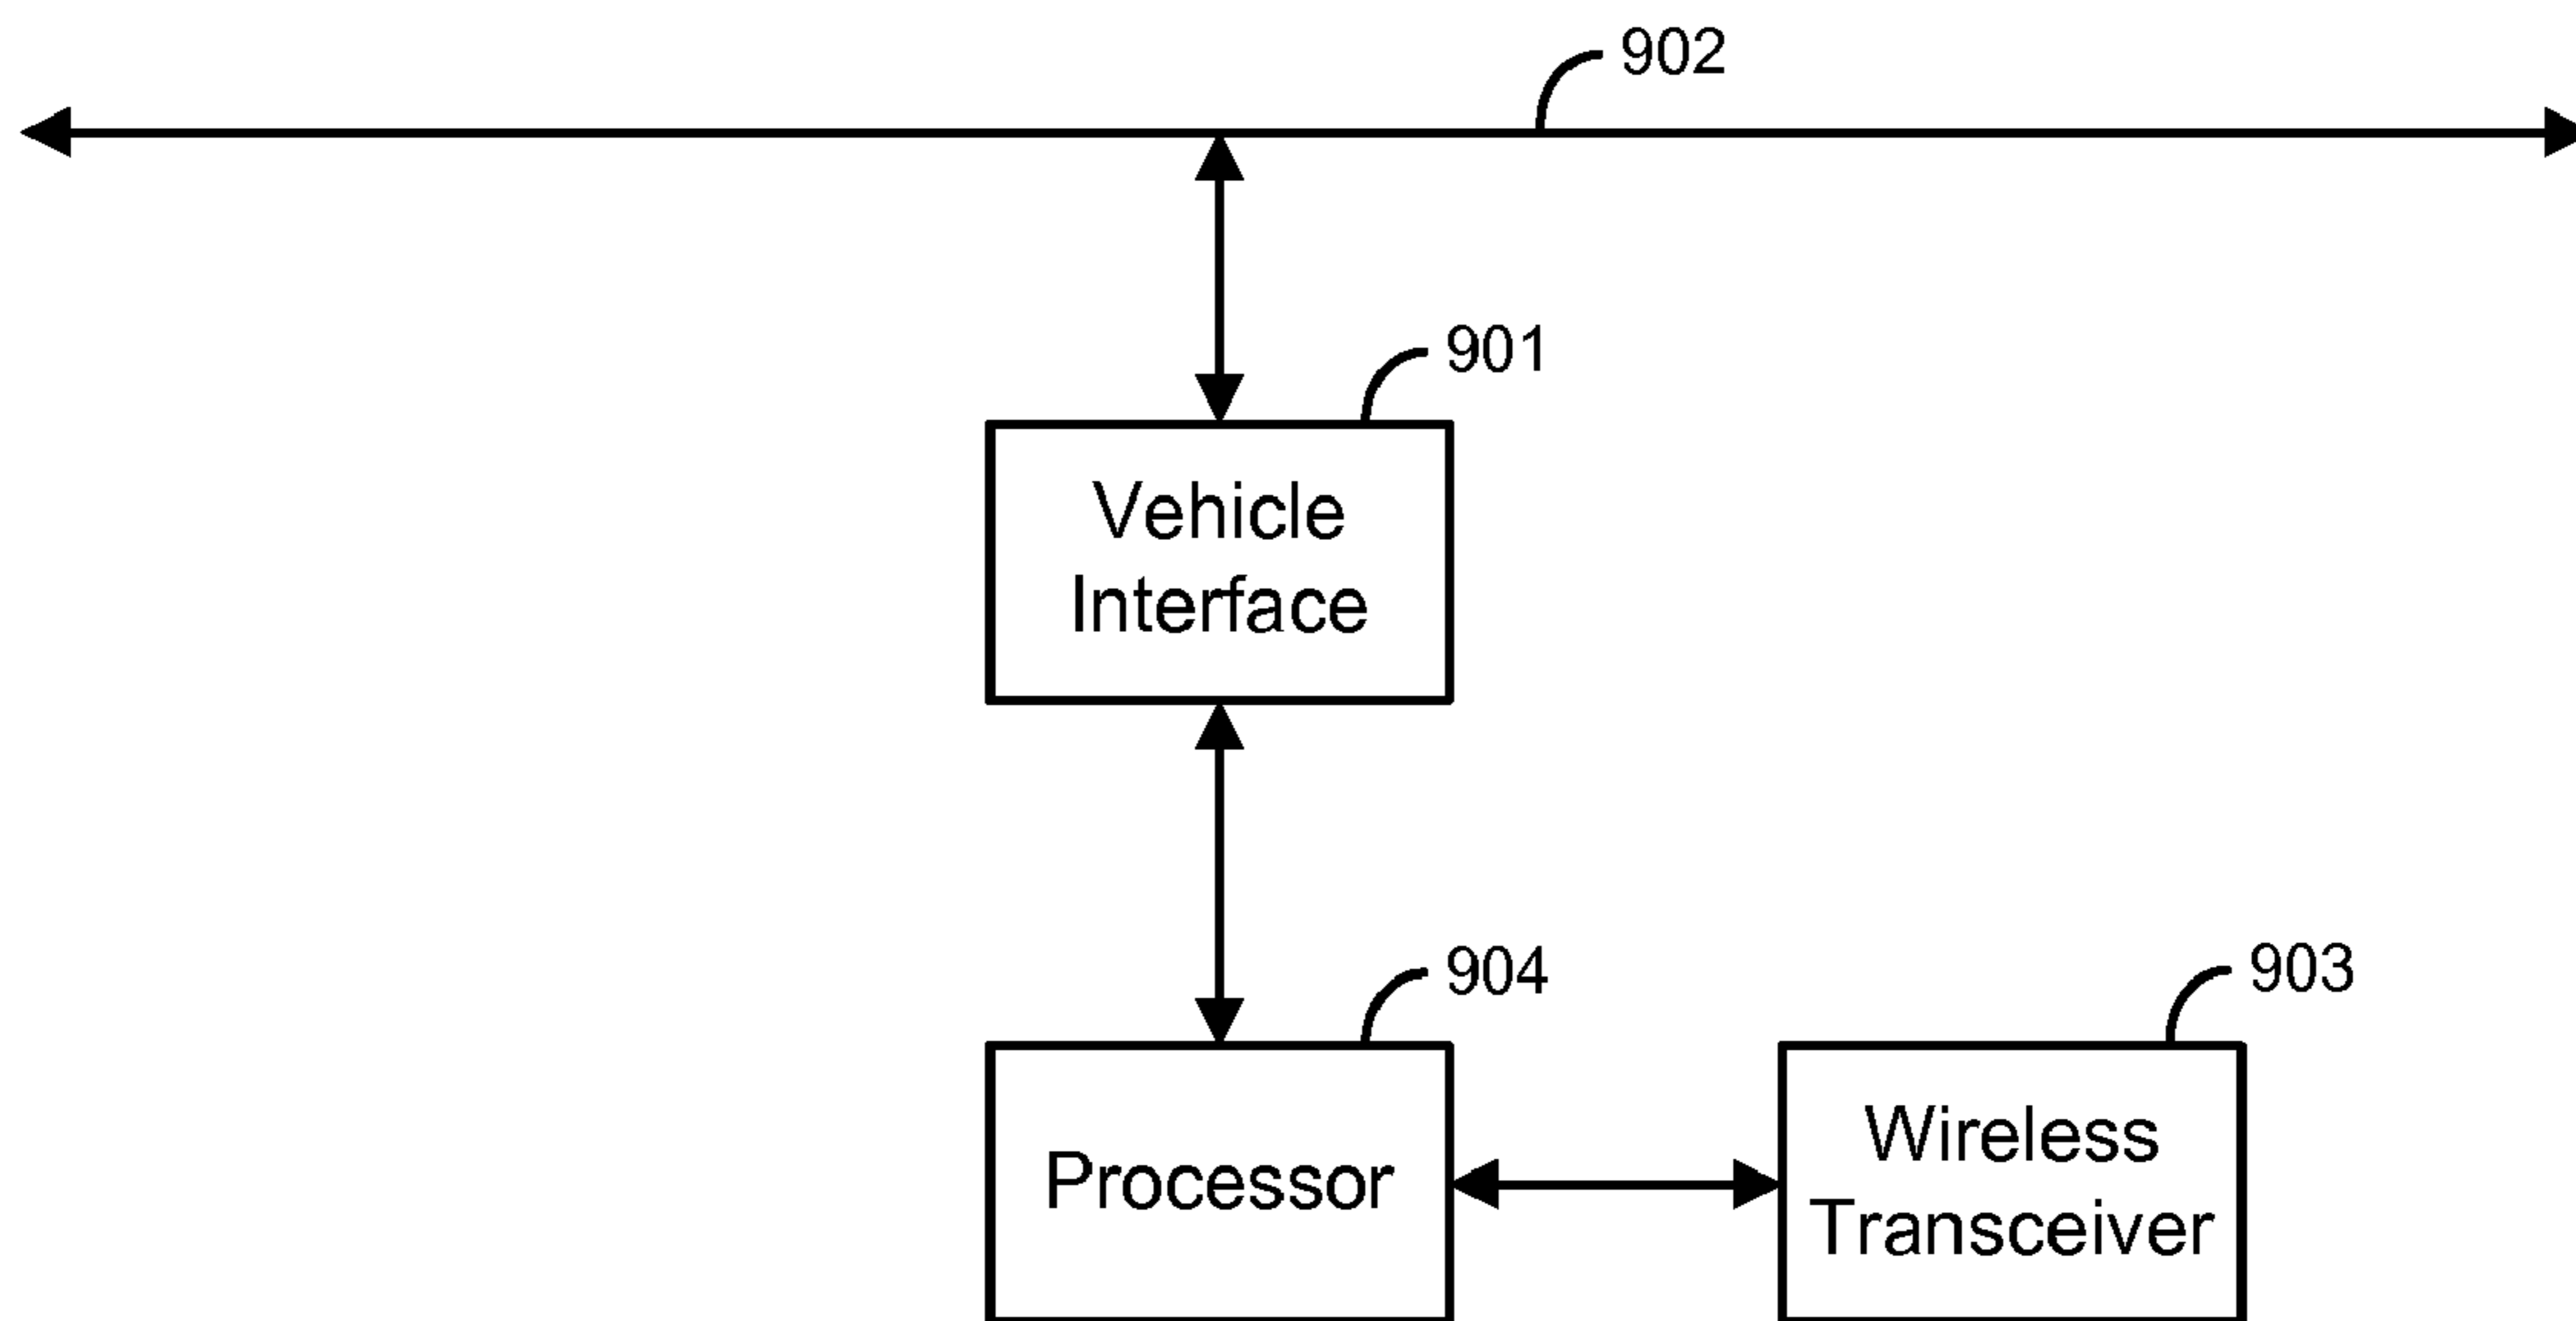 902
901
Vehicle
Interface
904
903
Processor
Wireless
Transceiver